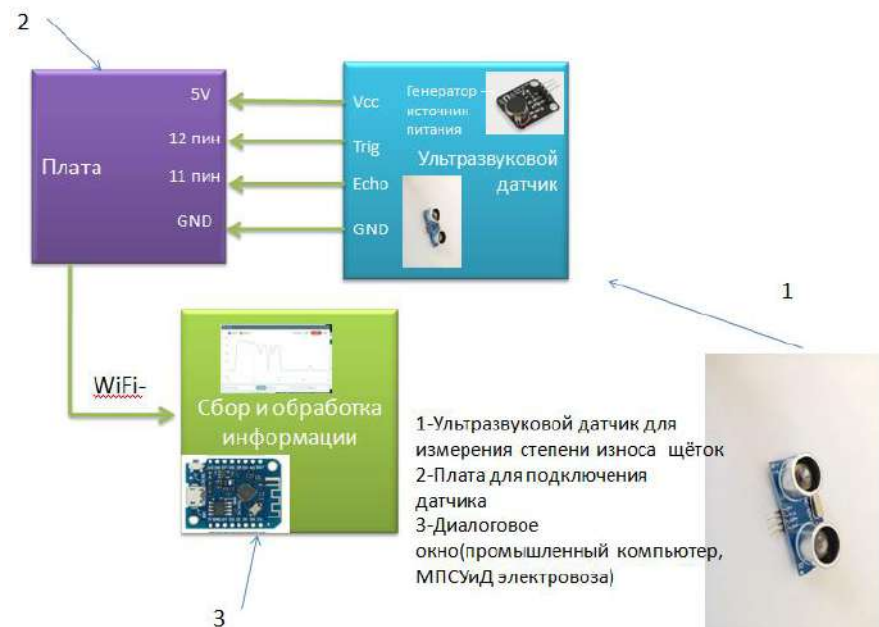 2
5V
12 пин
11 пин
GND
Плата
Vcc
Trig
Echo
GND
Генератор –
источник
питания
Ультразвуковой
датчик
1
WiFi-
Сбор и обработка
информации
1-Ультразвуковой датчик для
измерения степени износа щёток
2-Плата для подключения
датчика
3-Диалоговое
окно(промышленный компьютер,
МПСУиД электровоза)
3